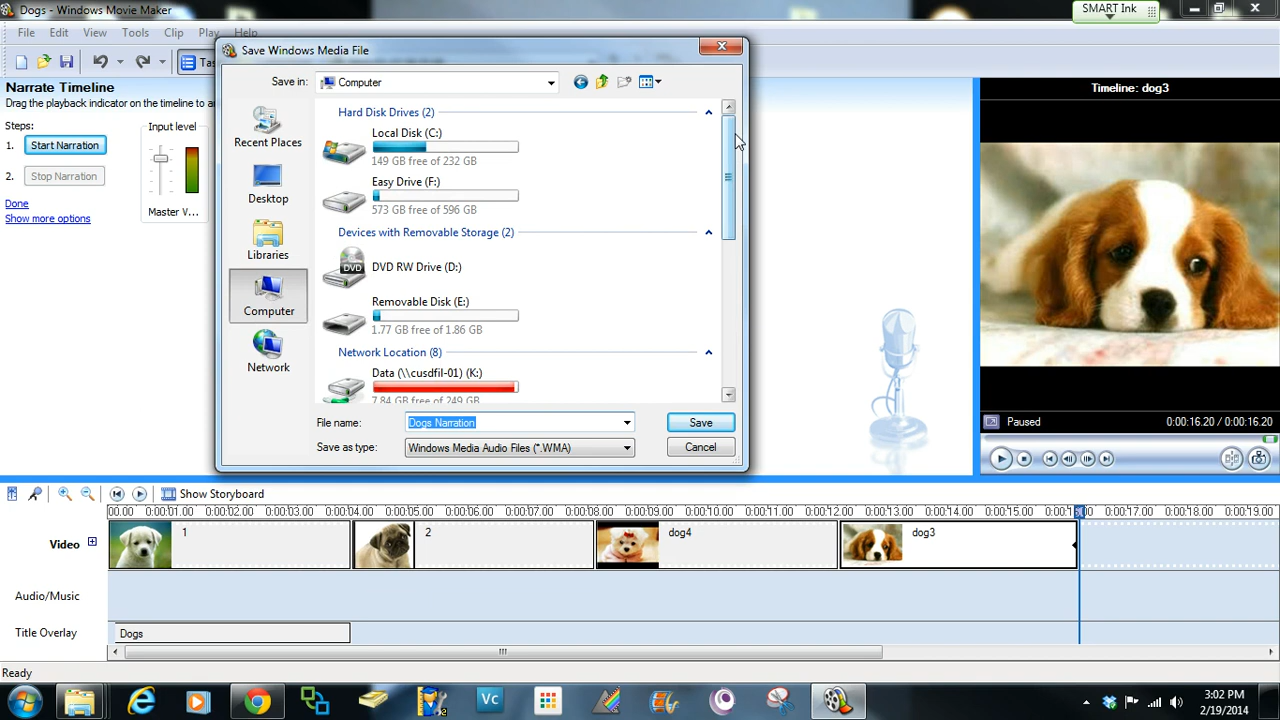 Dogs - Windows Movie Maker
SMART Ink
File Edit View Tools Clip Play
Save Windows Media File
Save in: Computer
Narrate Timeline
Drag the playback indicator on the timeline to a
Steps:
Input level
1. Start Narration
2. Stop Narration
Master V...
Done
Show more options
Recent Places
Desktop
Libraries
Computer
Network
Hard Disk Drives (2)
Local Disk (C:)
149 GB free of 232 GB
Easy Drive (F:)
573 GB free of 596 GB
Devices with Removable Storage (2)
DVD RW Drive (D:)
DVD
Removable Disk (E:)
1.77 GB free of 1.86 GB
Network Location (8)
Data (\\cusdfil-01) (K:)
7.84 GB free of 249 GB
File name: Dogs Narration
Save
Save as type: Windows Media Audio Files (*.WMA)
Cancel
Timeline: dog3
Paused
0:00:16.20 / 0:00:16.20
Show Storyboard
00.00 0:00:01.00 0:00:02.00 0:00:03.00 0:00:04.00 0:00:05.00 0:00:06.00 0:00:07.00 0:00:08.00 0:00:09.00 0:00:10.00 0:00:11.00 0:00:12.00 0:00:13.00 0:00:14.00 0:00:15.00 0:00:17.00 0:00:18.00 0:00:19.00
Video
1
2
dog4
dog3
Audio/Music
Title Overlay
Dogs
Ready
Vc
3:02 PM
2/19/2014